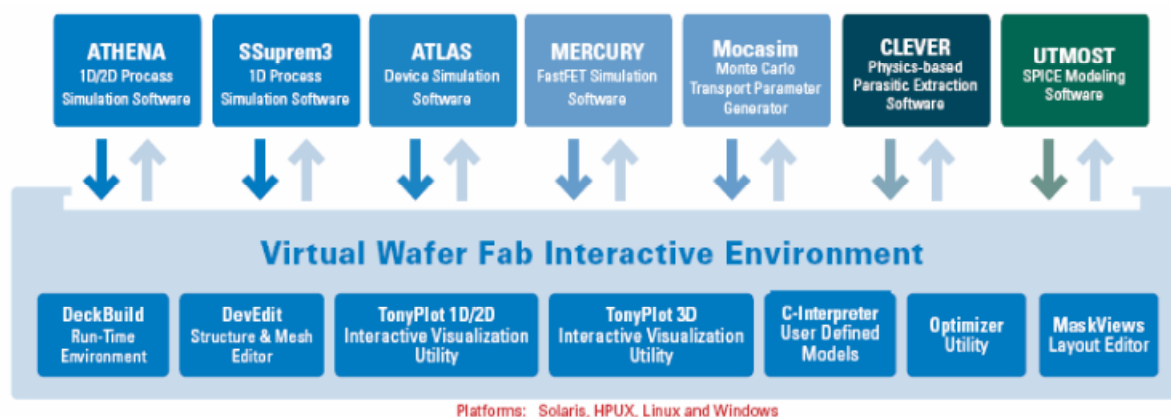 ATHENA
1D/2D Process
Simulation Software
SSuprem3
1D Process
Simulation Software
ATLAS
Device Simulation
Software
MERCURY
FastFET Simulation
Software
Mocasim
Monte Carlo
Transport Parameter
Generator
CLEVER
Physics-based
Parasitic Extraction
Software
UTMOST
SPICE Modeling
Software
Virtual Wafer Fab Interactive Environment
DeckBuild
Run-Time
Environment
DevEdit
Structure & Mesh
Editor
TonyPlot 1D/2D
Interactive Visualization
Utility
TonyPlot 3D
Interactive Visualization
Utility
C-Interpreter
User Defined
Models
Optimizer
Utility
MaskViews
Layout Editor
Platforms: Solaris, HPUX, Linux and Windows